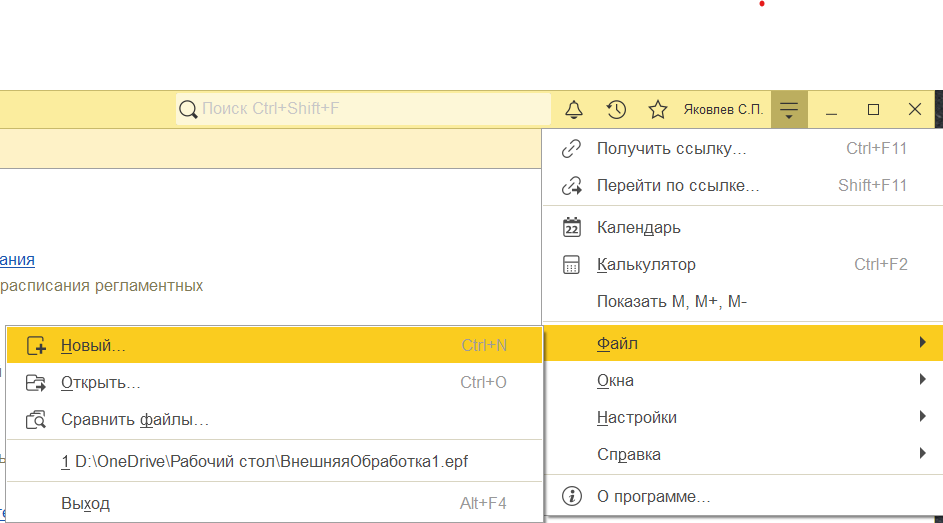 Поиск Ctrl+Shift+F
Яковлев С.П.
Получить ссылку... Ctrl+F11
Перейти по ссылке... Shift+F11
22
Календарь
Калькулятор Ctrl+F2
Показать M, M+, M-
Файл
Окна
Настройки
Справка
О программе...
ания
расписания регламентных
Новый... Ctrl+N
Открыть... Ctrl+O
Сравнить файлы...
1 D:\OneDrive\Рабочий стол\ВнешняяОбработка1.epf
Выход Alt+F4